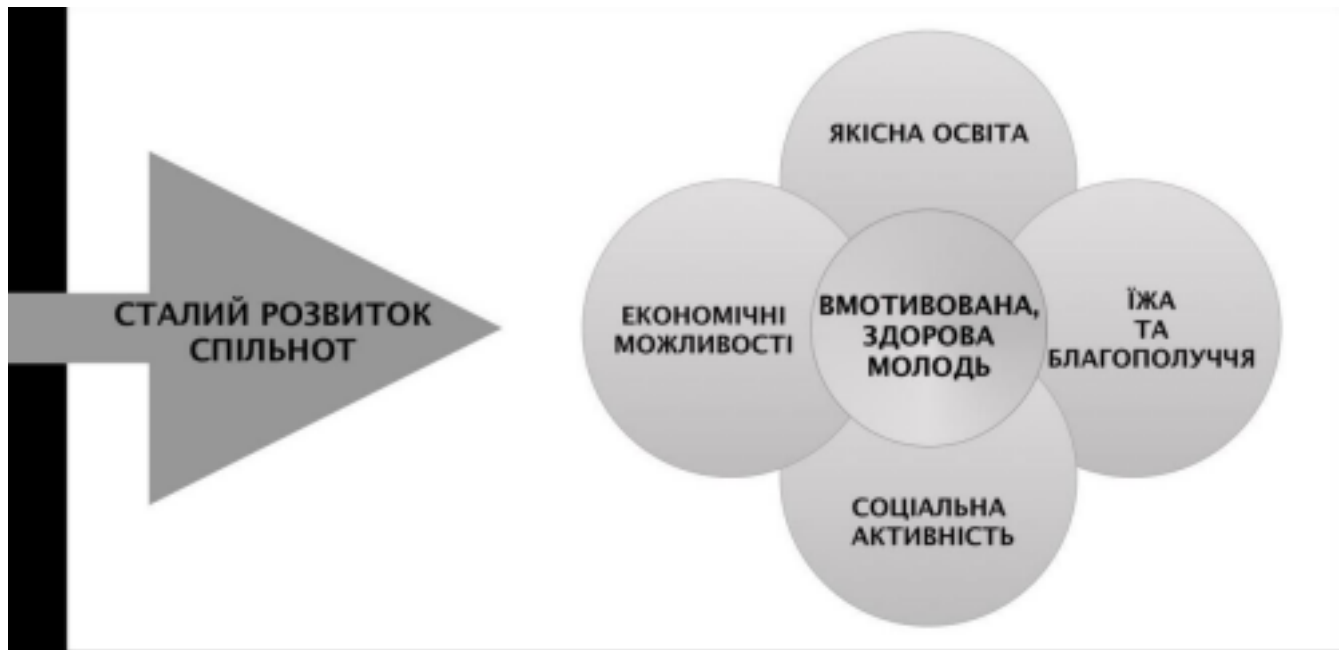 СТАЛИЙ РОЗВИТОК
СПІЛЬНОТ
ЯКІСНА ОСВІТА
ЕКОНОМІЧНІ
МОЖЛИВОСТІ
ВМОТИВОВАНА,
ЗДОРОВА
МОЛОДЬ
ЇЖА
ТА
БЛАГОПОЛУЧЧЯ
СОЦІАЛЬНА
АКТИВНІСТЬ